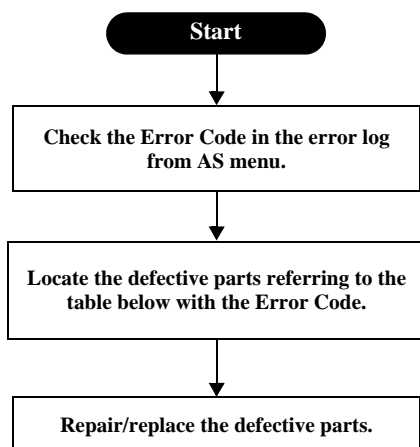 Start
Check the Error Code in the error log
from AS menu.
Locate the defective parts referring to the
table below with the Error Code.
Repair/replace the defective parts.